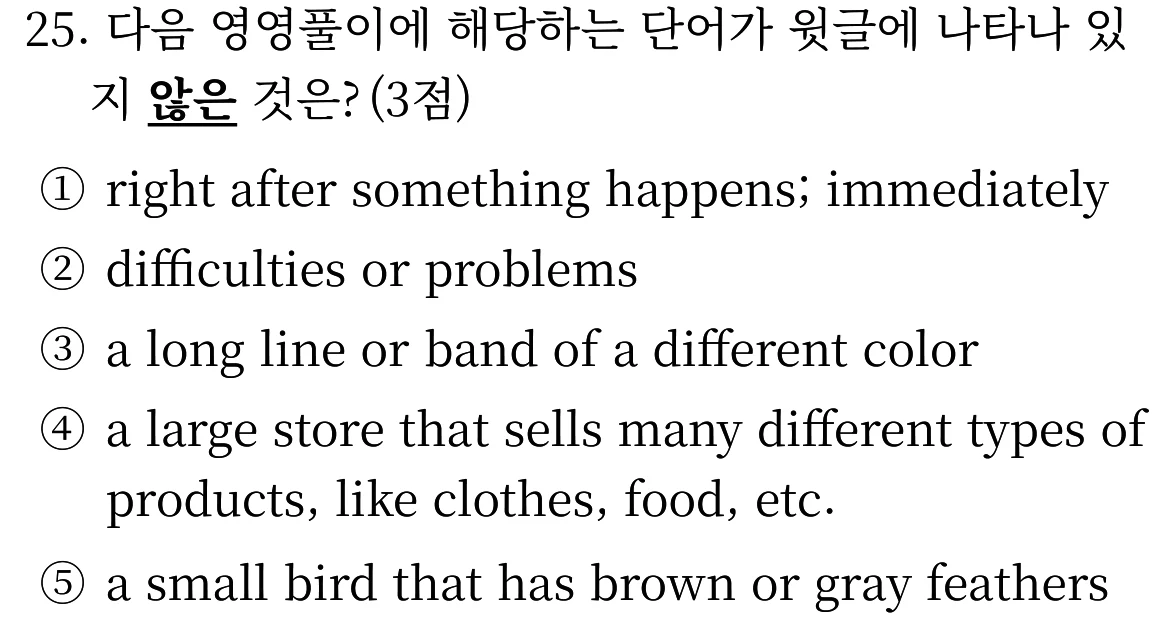 25. 다음 영영풀이에 해당하는 단어가 윗글에 나타나 있
지 않은 것은? (3점)
① right after something happens; immediately
② difficulties or problems
③ a long line or band of a different color
④ a large store that sells many different types of
products, like clothes, food, etc.
⑤ a small bird that has brown or gray feathers